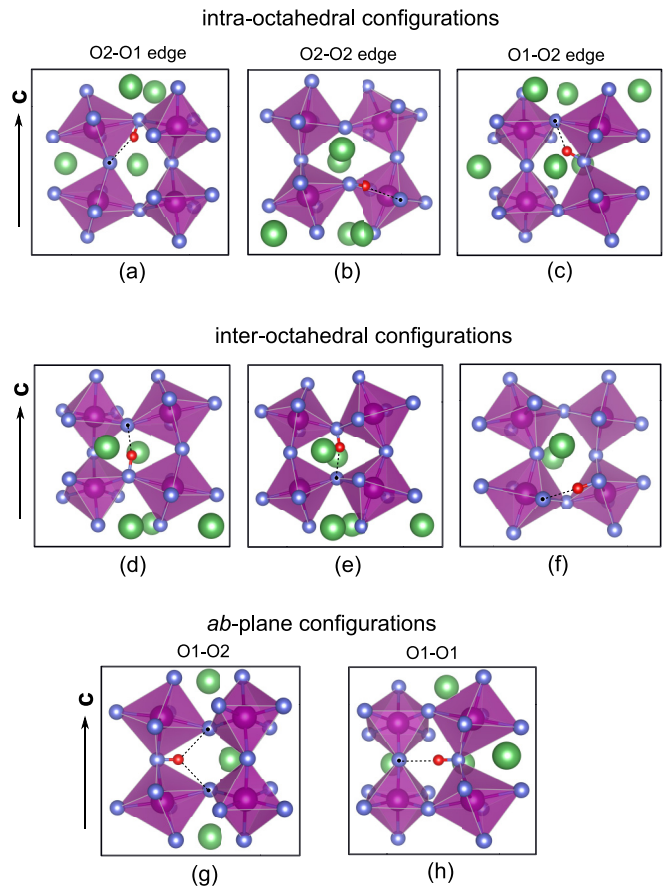 intra-octahedral configurations
O2-O1 edge
O2-O2 edge
O1-O2 edge
c
(a)
(b)
(c)
inter-octahedral configurations
c
(d)
(e)
(f)
ab-plane configurations
O1-O2
O1-O1
c
(g)
(h)